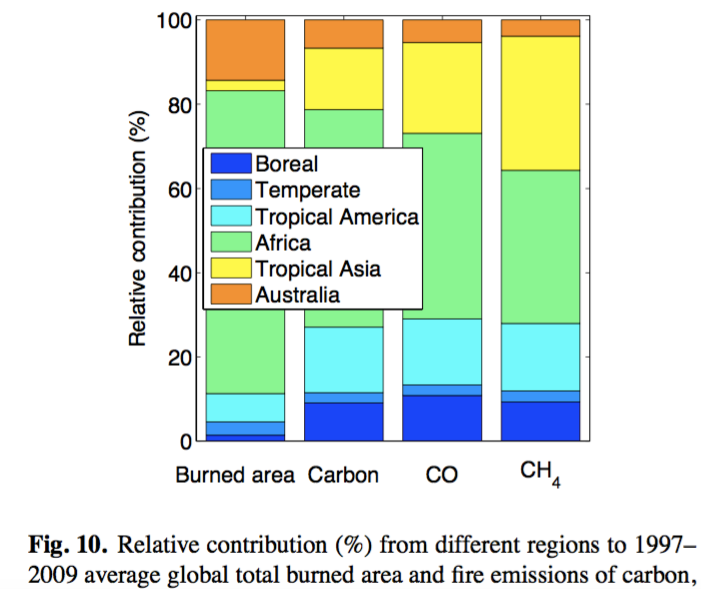 100
80
60
40
20
0
Relative contribution (%)
Boreal
Temperate
Tropical America
Africa
Tropical Asia
Australia
Burned area Carbon CO CH4
Fig. 10. Relative contribution (%) from different regions to 1997–
2009 average global total burned area and fire emissions of carbon,